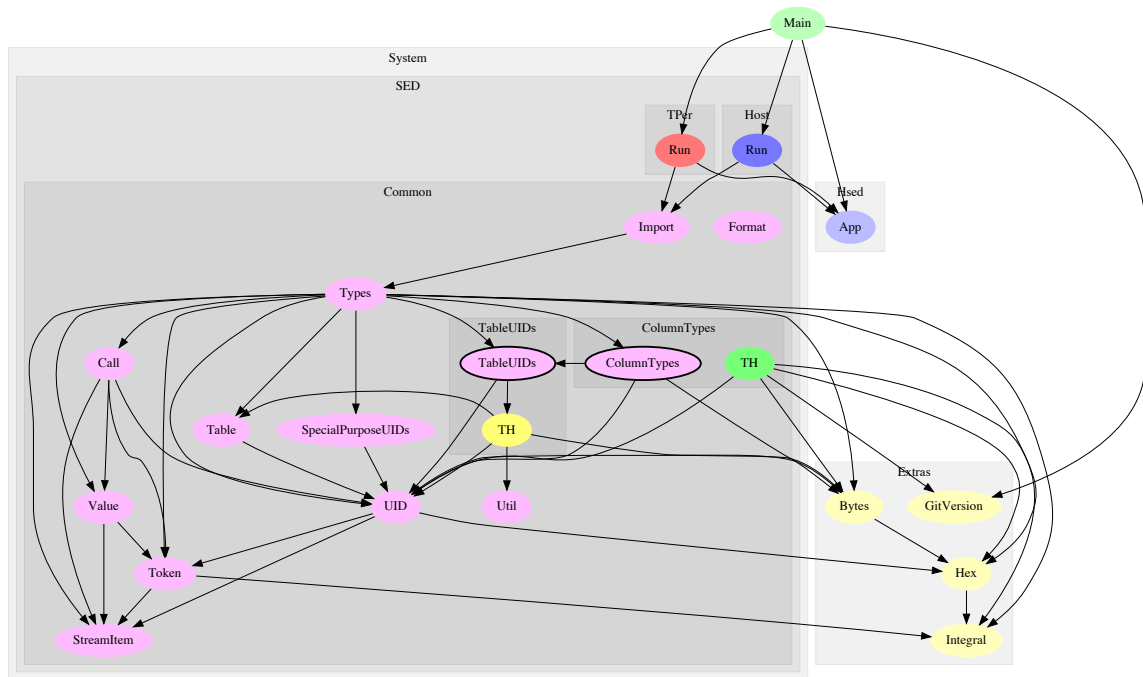 Main
System
SED
TPer
Host
Run
Run
Common
Hsed
Import
Format
App
Types
TableUIDs
ColumnTypes
Call
TableUIDs
ColumnTypes
TH
Table
SpecialPurposeUIDs
TH
Extras
Value
UID
Util
Bytes
GitVersion
Token
Hex
StreamItem
Integral